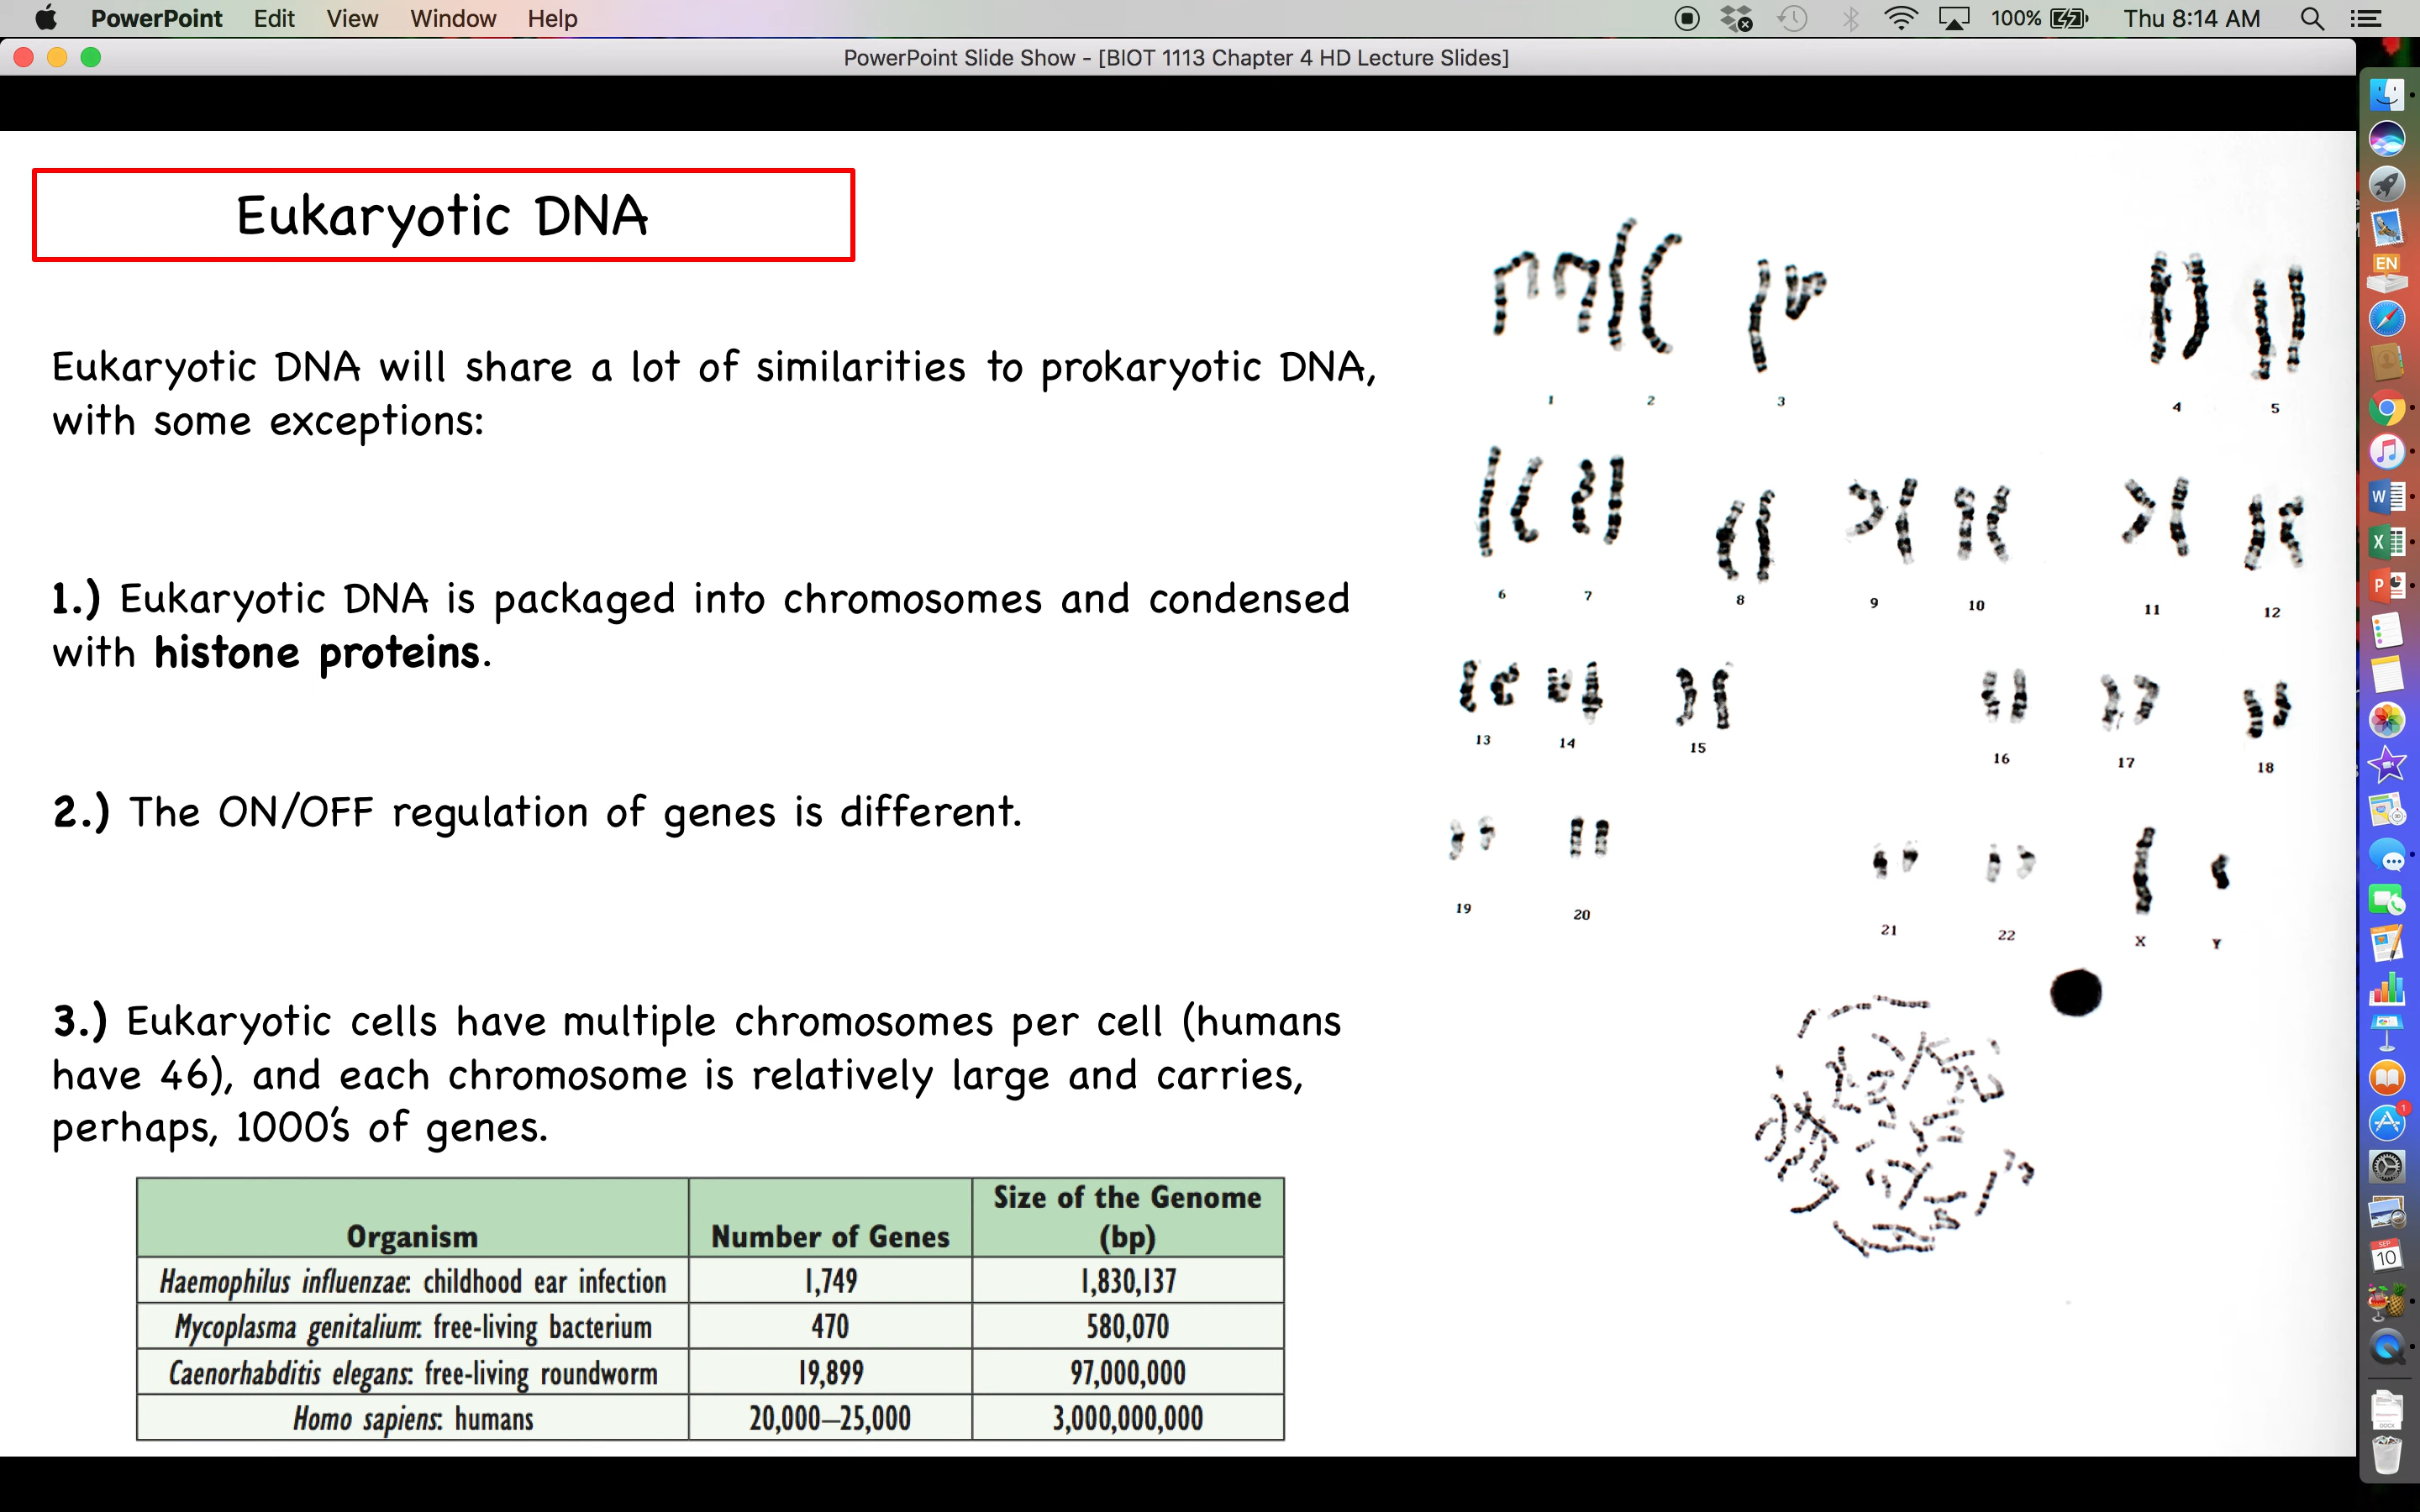 PowerPoint Edit View Window Help 100% Thu 8:14 AM
PowerPoint Slide Show - [BIOT 1113 Chapter 4 HD Lecture Slides]
Eukaryotic DNA
Eukaryotic DNA will share a lot of similarities to prokaryotic DNA,
with some exceptions:
1.) Eukaryotic DNA is packaged into chromosomes and condensed
with histone proteins.
2.) The ON/OFF regulation of genes is different.
3.) Eukaryotic cells have multiple chromosomes per cell (humans
have 46), and each chromosome is relatively large and carries,
perhaps, 1000's of genes.
Organism Number of Genes Size of the Genome (bp)
Haemophilus influenzae: childhood ear infection 1,749 1,830,137
Mycoplasma genitalium: free-living bacterium 470 580,070
Caenorhabditis elegans: free-living roundworm 19,899 97,000,000
Homo sapiens: humans 20,000–25,000 3,000,000,000
1 2 3 4 5
6 7 8 9 10 11 12
13 14 15 16 17 18
19 20 21 22 X Y
EN
W
X
P
1
SEP
10
DOCX